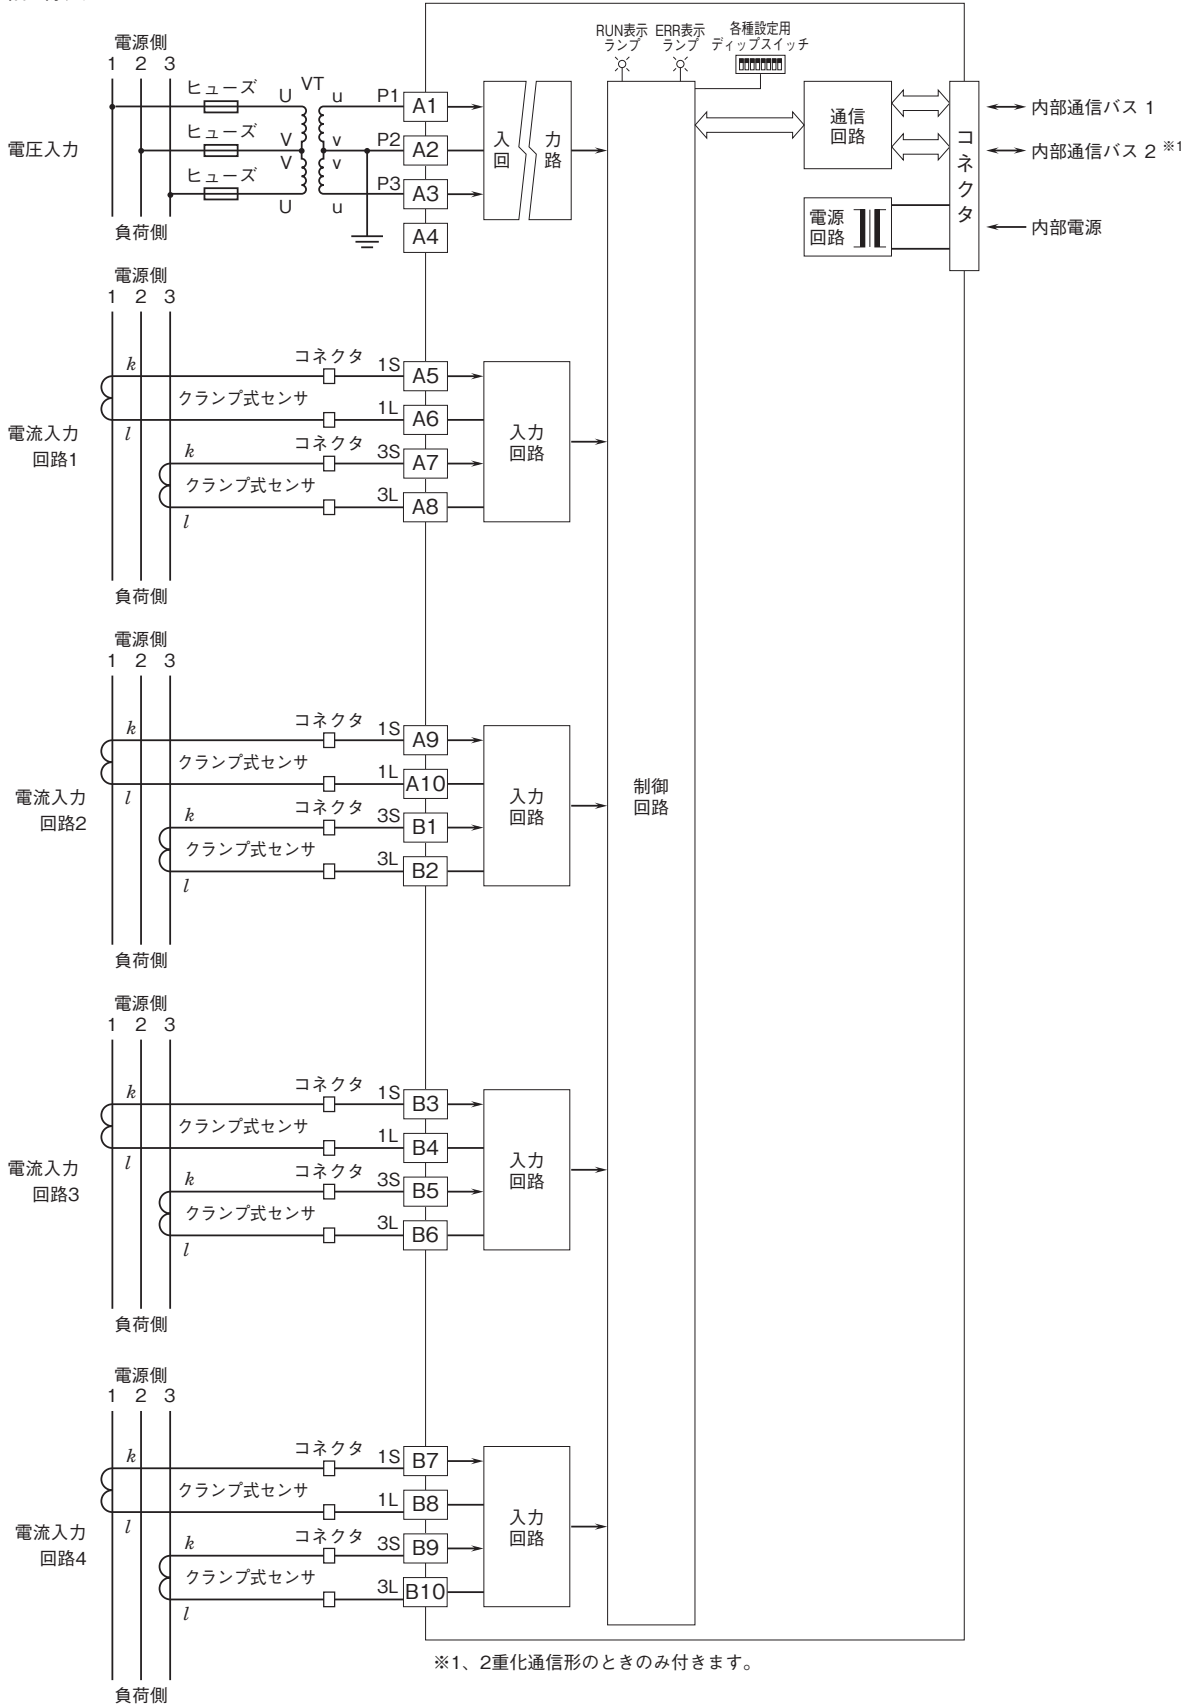 RUN表示
ランプ
ERR表示
ランプ
各種設定用
ディップスイッチ
電源側
1 2 3
ヒューズ
U
VT
u
P1
A1
電圧入力
ヒューズ
V
v
P2
A2
V
v
ヒューズ
U
u
P3
A3
A4
負荷側
入力
回路
通信
回路
コネクタ
内部通信バス 1
内部通信バス 2 ※1
電源
回路
内部電源
電源側
1 2 3
電流入力
回路1
k
コネクタ
1S
A5
クランプ式センサ
l
1L
A6
k
コネクタ
3S
A7
クランプ式センサ
l
3L
A8
入力
回路
負荷側
電源側
1 2 3
電流入力
回路2
k
コネクタ
1S
A9
クランプ式センサ
l
1L
A10
k
コネクタ
3S
B1
クランプ式センサ
l
3L
B2
入力
回路
制御
回路
負荷側
電源側
1 2 3
電流入力
回路3
k
コネクタ
1S
B3
クランプ式センサ
l
1L
B4
k
コネクタ
3S
B5
クランプ式センサ
l
3L
B6
入力
回路
負荷側
電源側
1 2 3
電流入力
回路4
k
コネクタ
1S
B7
クランプ式センサ
l
1L
B8
k
コネクタ
3S
B9
クランプ式センサ
l
3L
B10
入力
回路
負荷側
※1、2重化通信形のときのみ付きます。